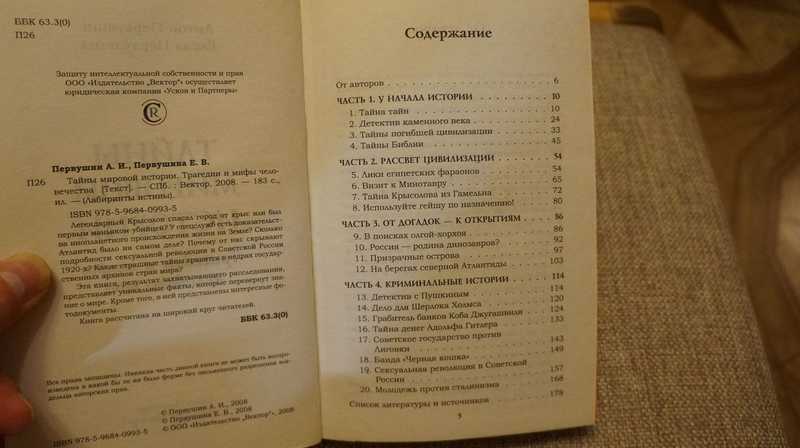 ББК 63.3(0)
П26
Защиту интеллектуальной собственности и прав
ООО «Издательство „Вектор"» осуществляет
юридическая компания «Усков и Партнеры»
Первушин А. И., Первушина Е. В.
П26
Тайны мировой истории. Трагедии и мифы чело-
вечества [Текст]. — СПб. : Вектор, 2008. — 183 с.,
ил. — (Лабиринты истины).
ISBN 978-5-9684-0993-5
Легендарный Крысолов спасал город от крыс или был
первым маньяком-убийцей? У спецслужб есть доказательст-
ва инопланетного происхождения жизни на Земле? Сколько
Атлантид было на самом деле? Почему от нас скрывают
подробности сексуальной революции в Советской России
1920-х? Какие страшные тайны хранятся в недрах государст-
венных архивов стран мира?
Эта книга, результат захватывающего расследования,
представляет уникальные факты, которые перевернут зна-
ние о мире. Кроме того, в ней представлены интересные фо-
тодокументы.
Книга рассчитана на широкий круг читателей.
ББК 63.3(0)
Все права защищены. Никакая часть данной книги не может быть воспро-
изведена в какой бы то ни было форме без письменного разрешения вла-
дельца авторских прав.
© Первушин А. И., 2008
© Первушина Е. В., 2008
ISBN 978-5-9684-0993-5
© ООО «Издательство „Вектор"», 2008
Содержание
От авторов 6
ЧАСТЬ 1. У НАЧАЛА ИСТОРИИ 10
1. Тайна тайн 10
2. Детектив каменного века 24
3. Тайны погибшей цивилизации 33
4. Тайны Библии 45
ЧАСТЬ 2. РАССВЕТ ЦИВИЛИЗАЦИИ 54
5. Лики египетских фараонов 54
6. Визит к Минотавру 65
7. Тайна Крысолова из Гамельна 72
8. Используйте гейшу по назначению! 80
ЧАСТЬ 3. ОТ ДОГАДОК — К ОТКРЫТИЯМ 86
9. В поисках олгой-хорхоя 86
10. Россия — родина динозавров? 92
11. Призрачные острова 97
12. На берегах северной Атлантиды 103
ЧАСТЬ 4. КРИМИНАЛЬНЫЕ ИСТОРИИ 114
13. Детектив с Пушкиным 114
14. Дело для Шерлока Холмса 120
15. Грабитель банков Коба Джугашвили 124
16. Тайна денег Адольфа Гитлера 133
17. Советское государство против
Лиговки 143
18. Банда «Черная кошка» 149
19. Сексуальная революция в Советской
России 157
20. Молодежь против сталинизма 168
Список литературы и источников 178
5